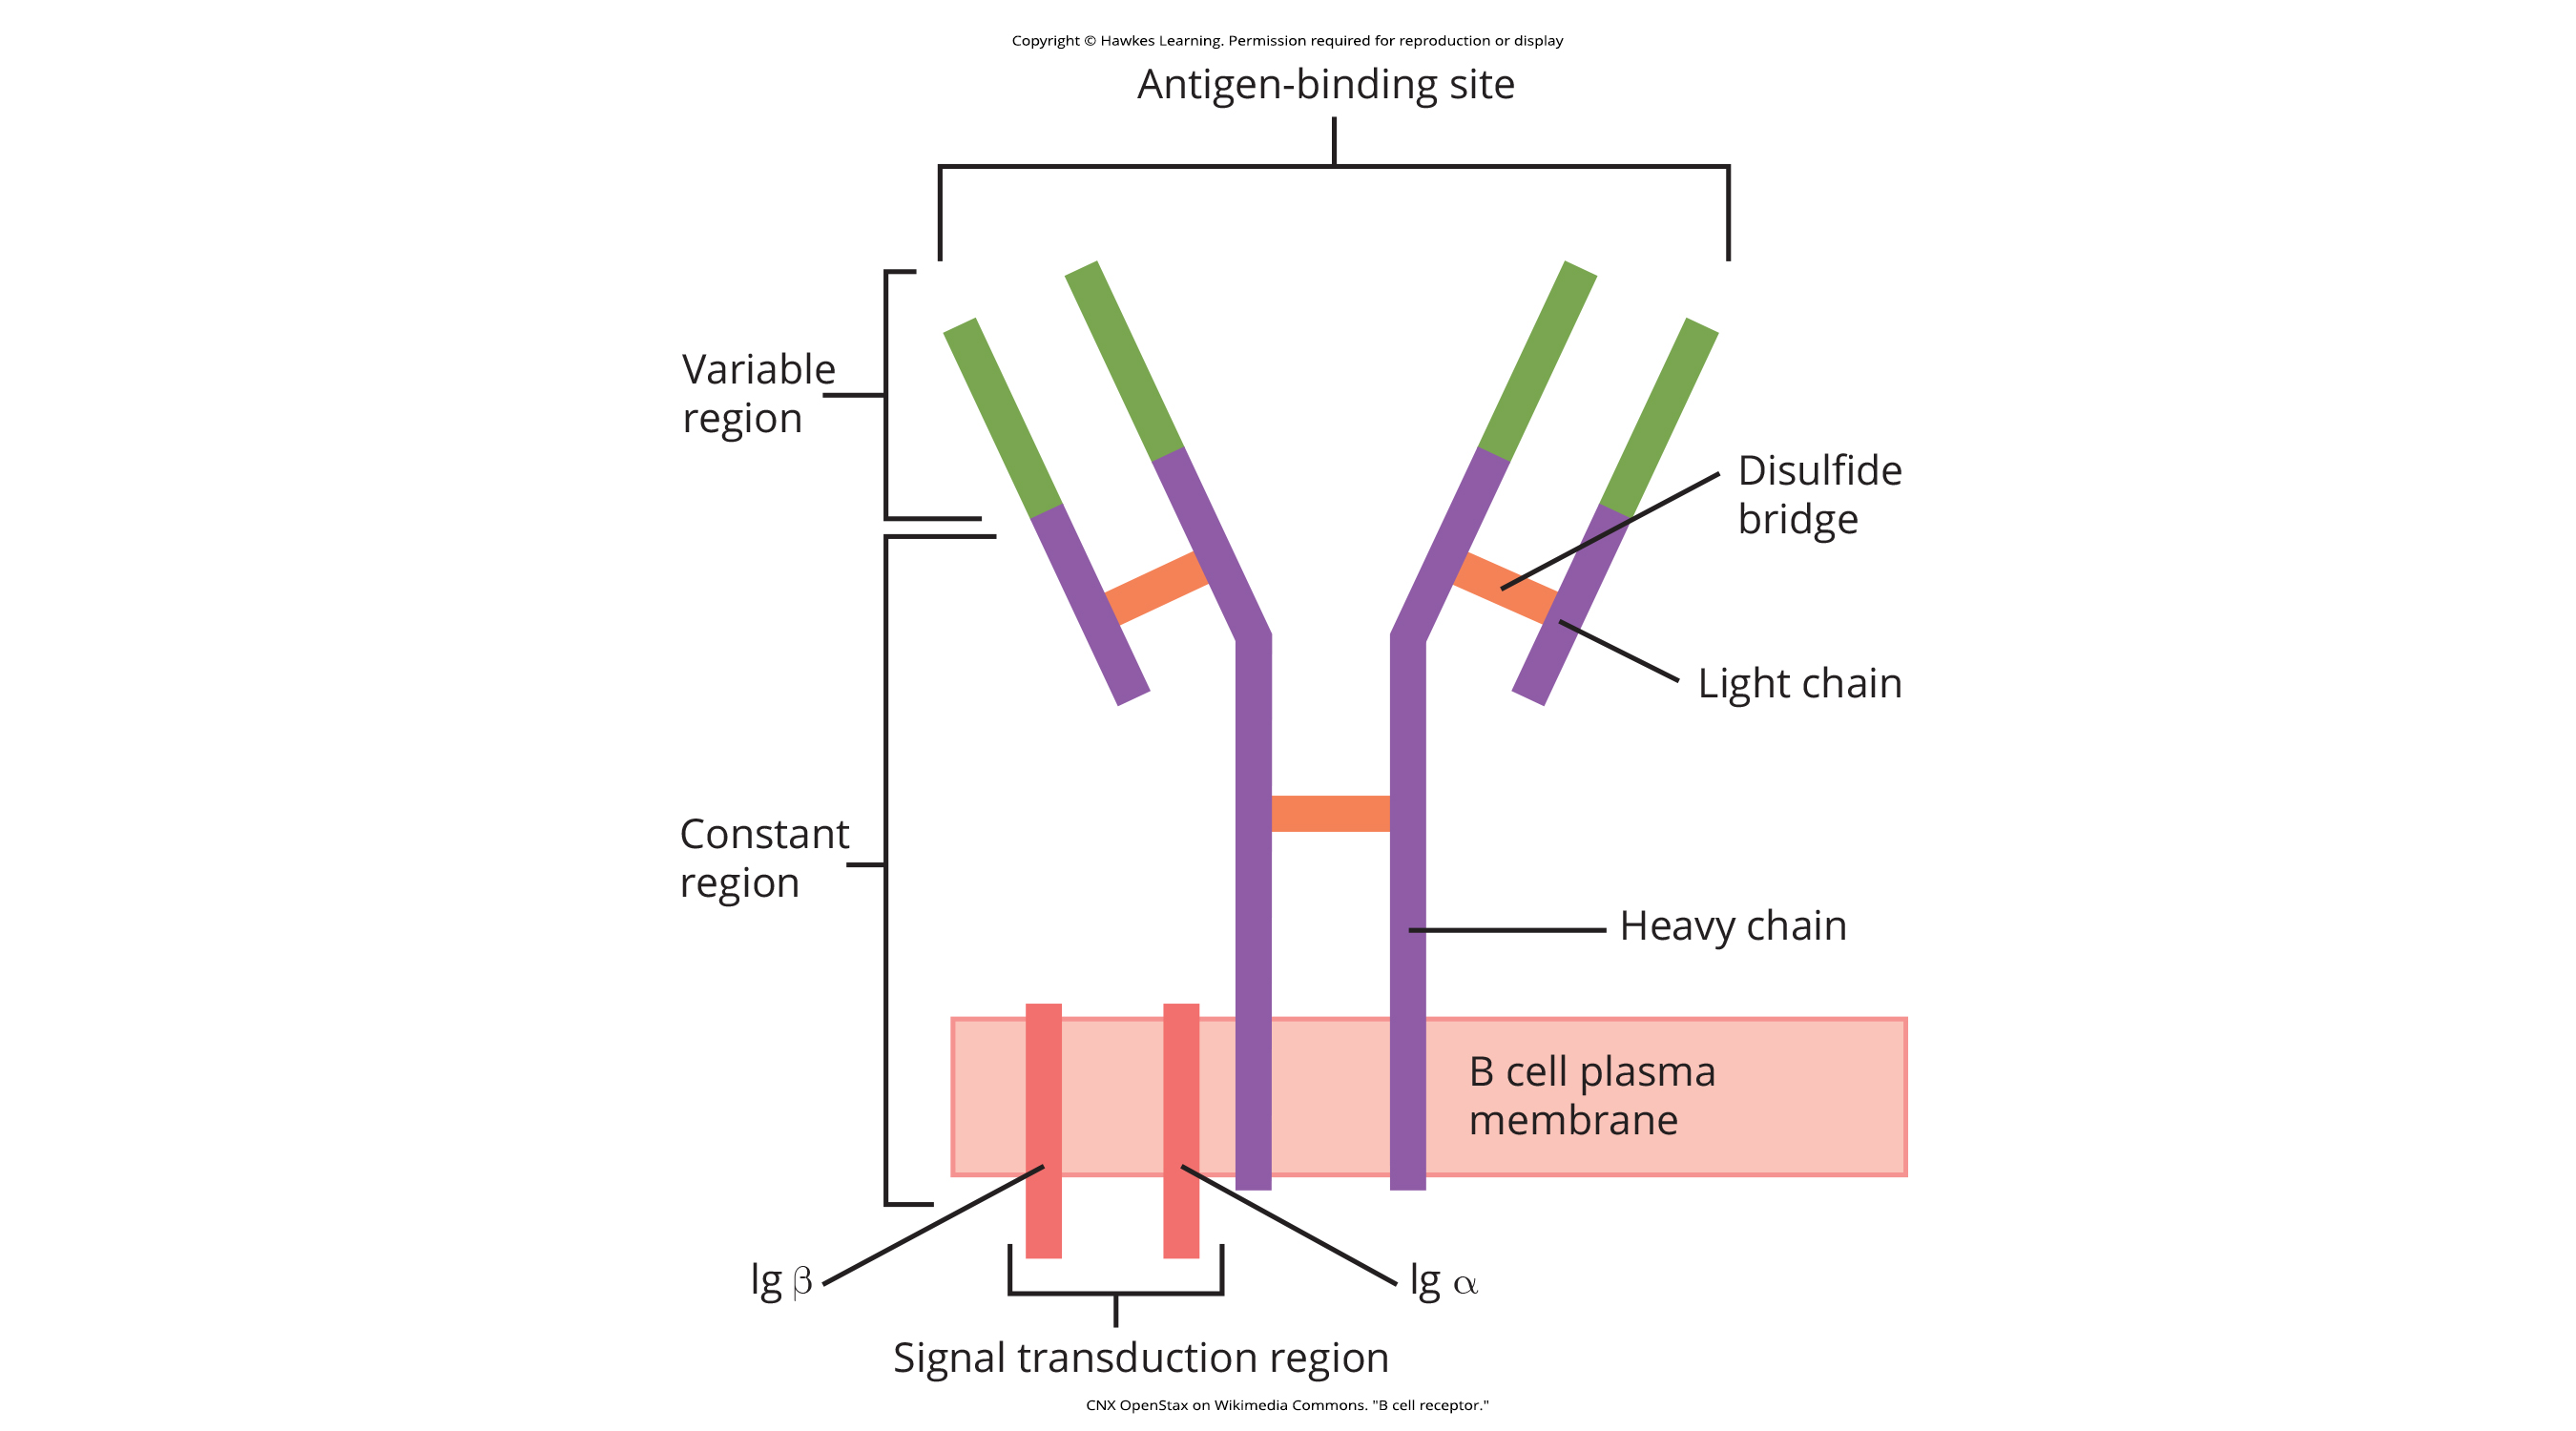 Copyright © Hawkes Learning. Permission required for reproduction or display
Antigen-binding site
Variable
region
Disulfide
bridge
Light chain
Constant
region
Heavy chain
B cell plasma
membrane
Ig β
Ig α
Signal transduction region
CNX OpenStax on Wikimedia Commons. "B cell receptor."